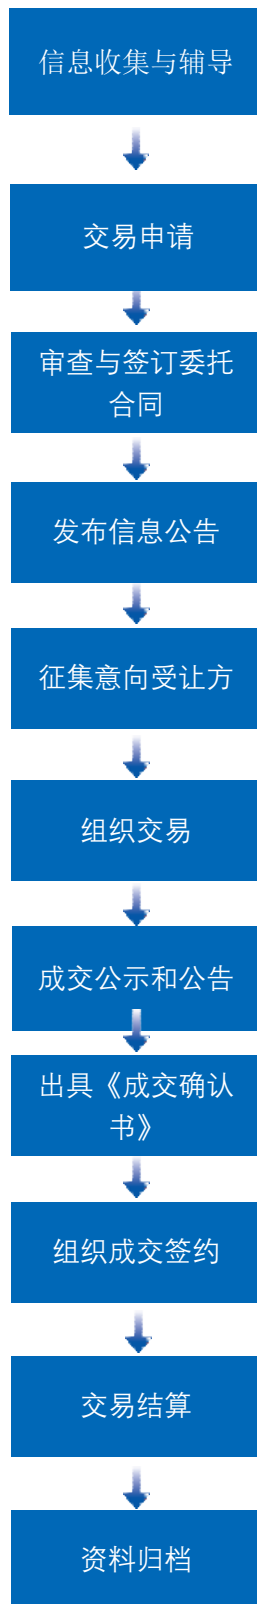 信息收集与辅导
交易申请
审查与签订委托
合同
发布信息公告
征集意向受让方
组织交易
成交公示和公告
出具《成交确认
书》
组织成交签约
交易结算
资料归档